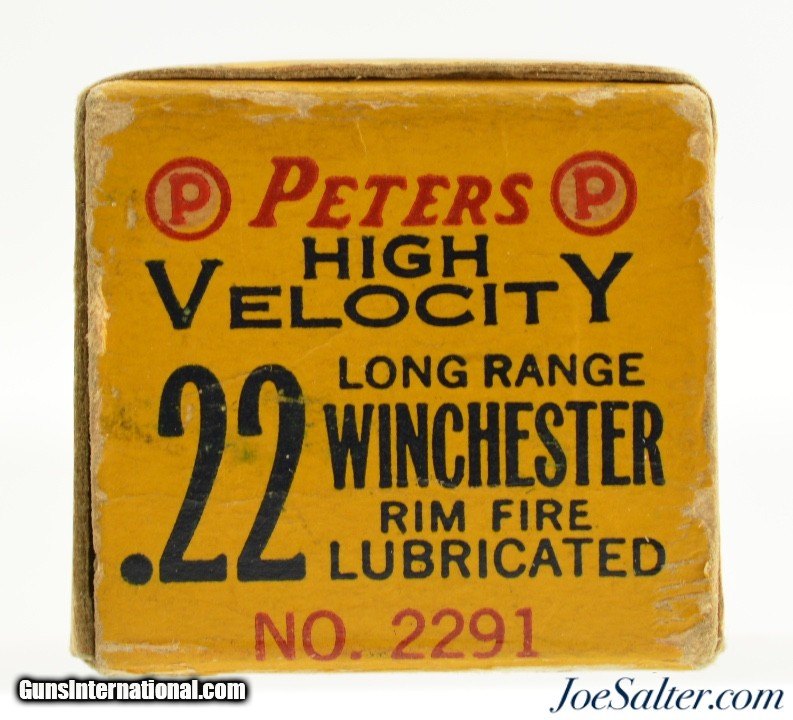 P PETERS P
HIGH
VELOCITY
.22 LONG RANGE
WINCHESTER
RIM FIRE
LUBRICATED
NO. 2291
GunsInternational.com
JoeSalter.com